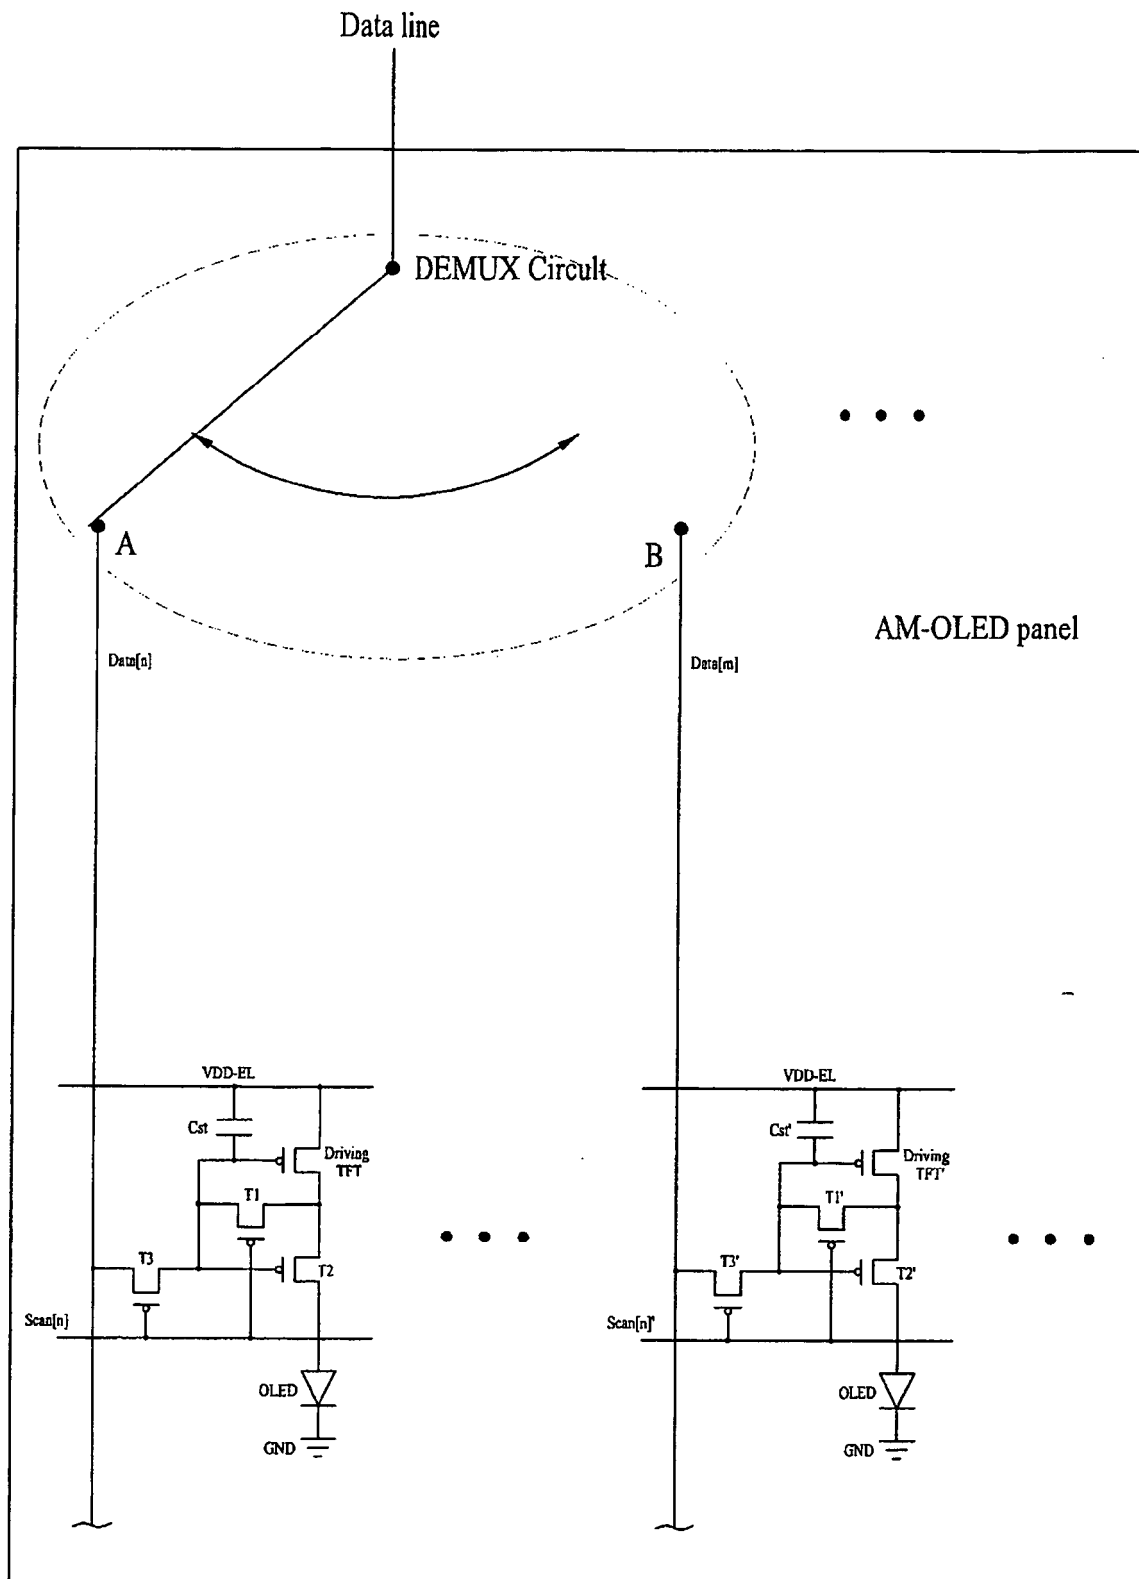 Data line
DEMUX Circult
A
B
AM-OLED panel
Data[n]
Data[m]
VDD-EL
VDD-EL
Cst
Cst'
Driving
TFT
Driving
TFT'
T1
T1'
T3
T2
T3'
T2'
Scan[n]
Scan[n]'
OLED
OLED
GND
GND